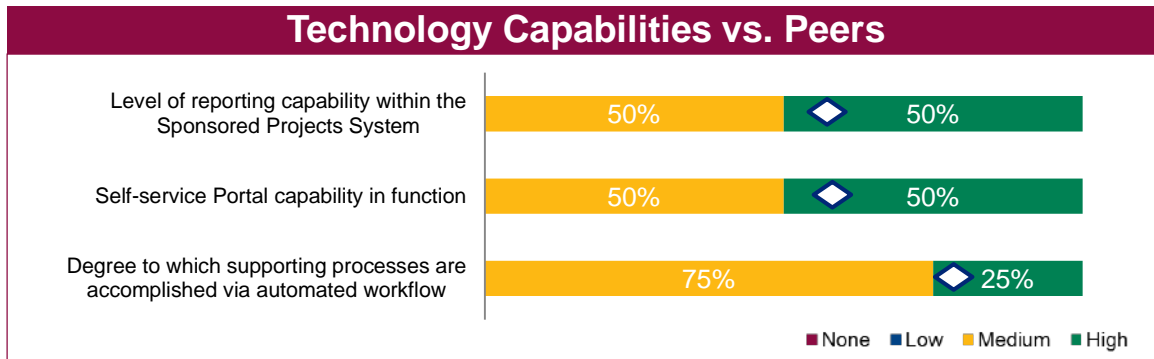 Technology Capabilities vs. Peers
Level of reporting capability within the
Sponsored Projects System
50%
50%
Self-service Portal capability in function
50%
50%
Degree to which supporting processes are
accomplished via automated workflow
75%
25%
None Low Medium High